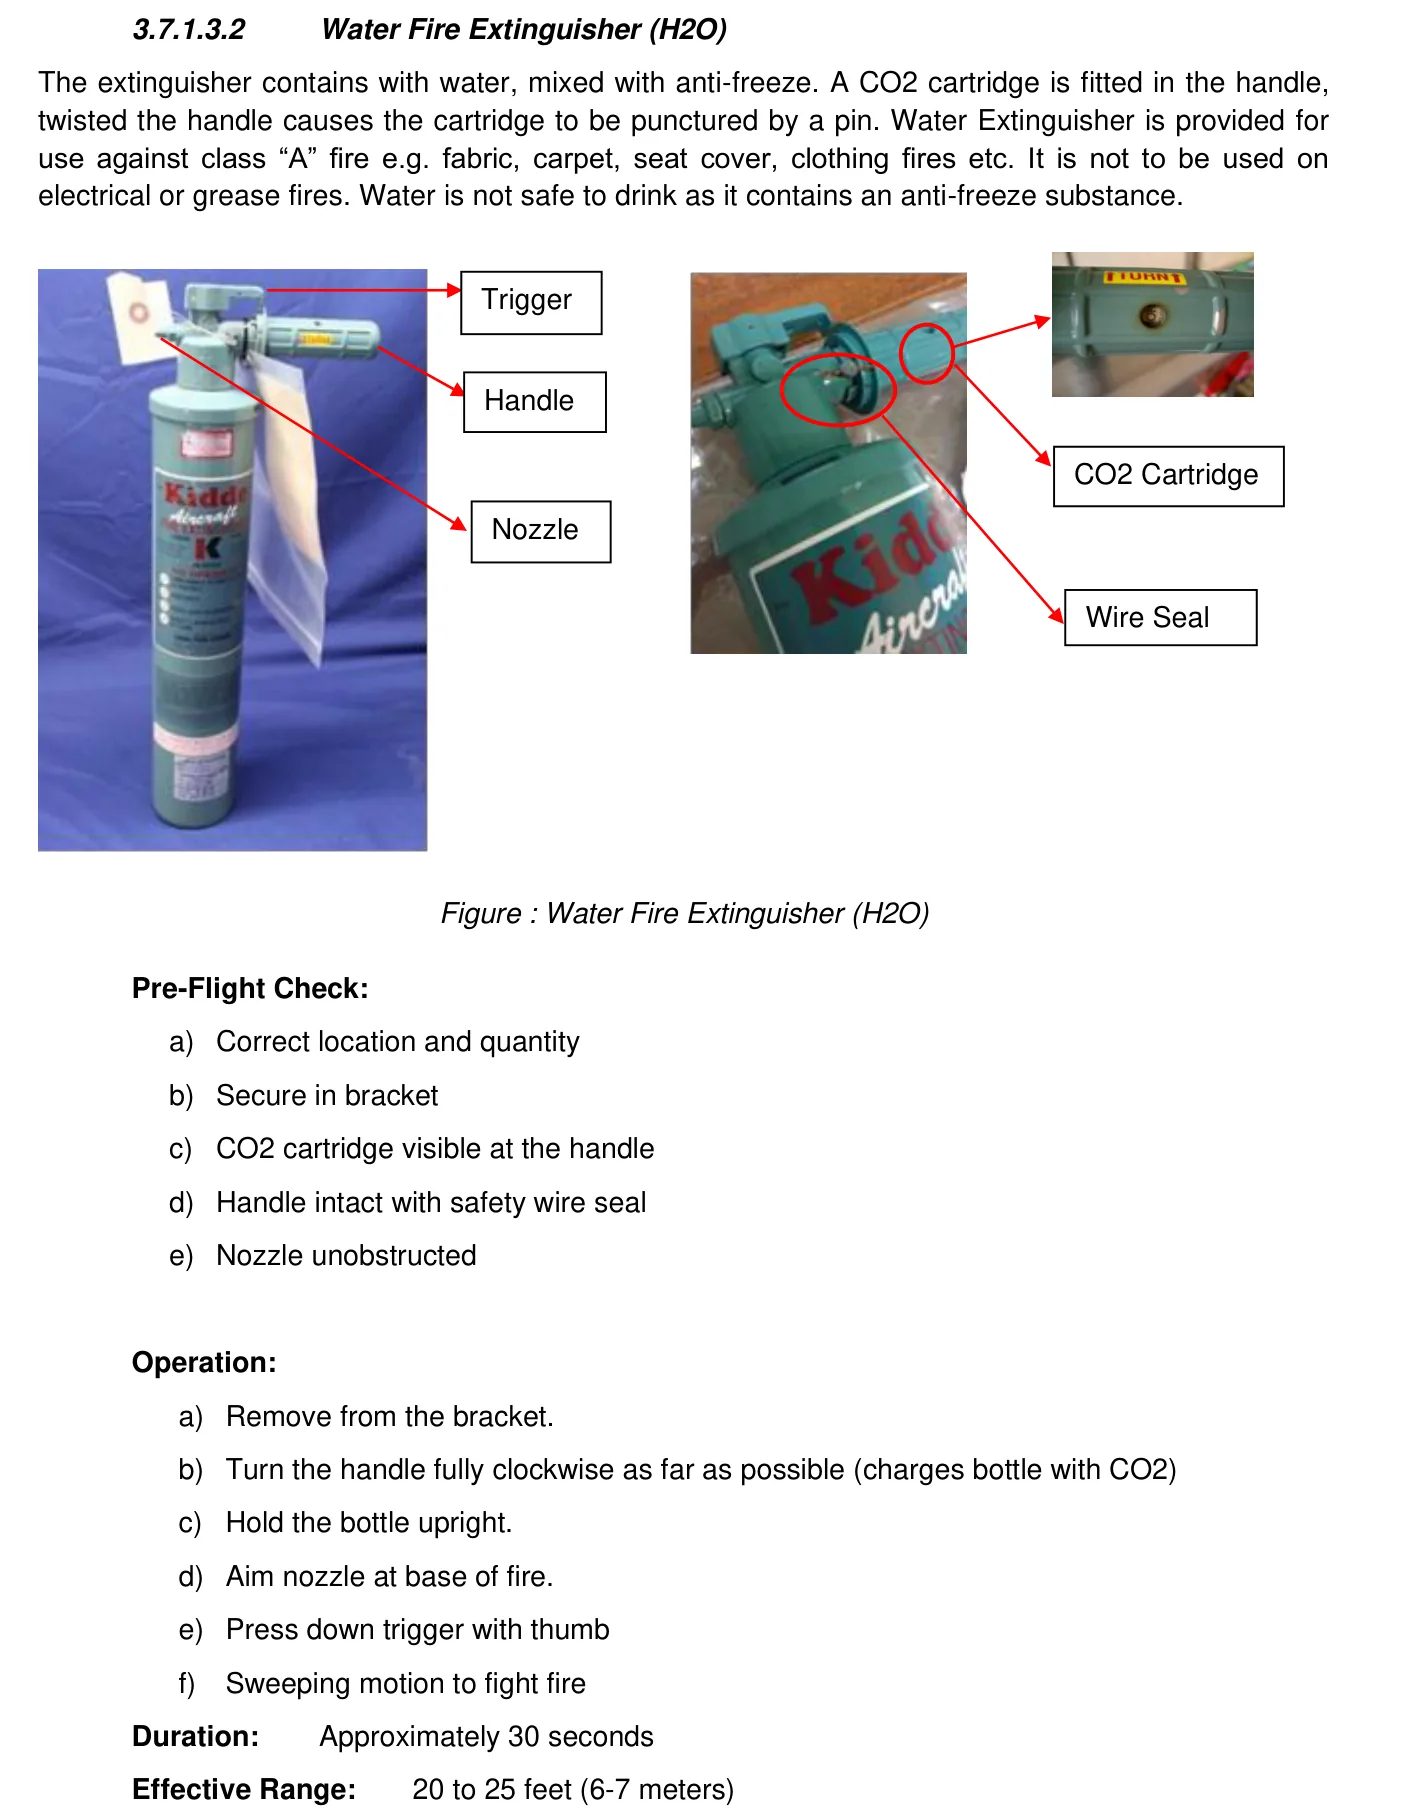 3.7.1.3.2 Water Fire Extinguisher (H2O)
The extinguisher contains with water, mixed with anti-freeze. A CO2 cartridge is fitted in the handle,
twisted the handle causes the cartridge to be punctured by a pin. Water Extinguisher is provided for
use against class “A” fire e.g. fabric, carpet, seat cover, clothing fires etc. It is not to be used on
electrical or grease fires. Water is not safe to drink as it contains an anti-freeze substance.
Trigger
Handle
Nozzle
Kidde
Aircraft
K
TURN
CO2 Cartridge
Wire Seal
Kidd
Aircraf
Figure : Water Fire Extinguisher (H2O)
Pre-Flight Check:
a) Correct location and quantity
b) Secure in bracket
c) CO2 cartridge visible at the handle
d) Handle intact with safety wire seal
e) Nozzle unobstructed
Operation:
a) Remove from the bracket.
b) Turn the handle fully clockwise as far as possible (charges bottle with CO2)
c) Hold the bottle upright.
d) Aim nozzle at base of fire.
e) Press down trigger with thumb
f) Sweeping motion to fight fire
Duration: Approximately 30 seconds
Effective Range: 20 to 25 feet (6-7 meters)